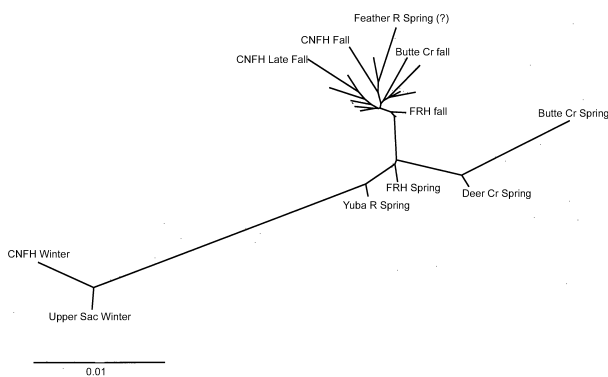 Feather R Spring (?)
CNFH Fall
Butte Cr fall
CNFH Late Fall
FRH fall
Butte Cr Spring
FRH Spring
Deer Cr Spring
Yuba R Spring
CNFH Winter
Upper Sac Winter
0.01